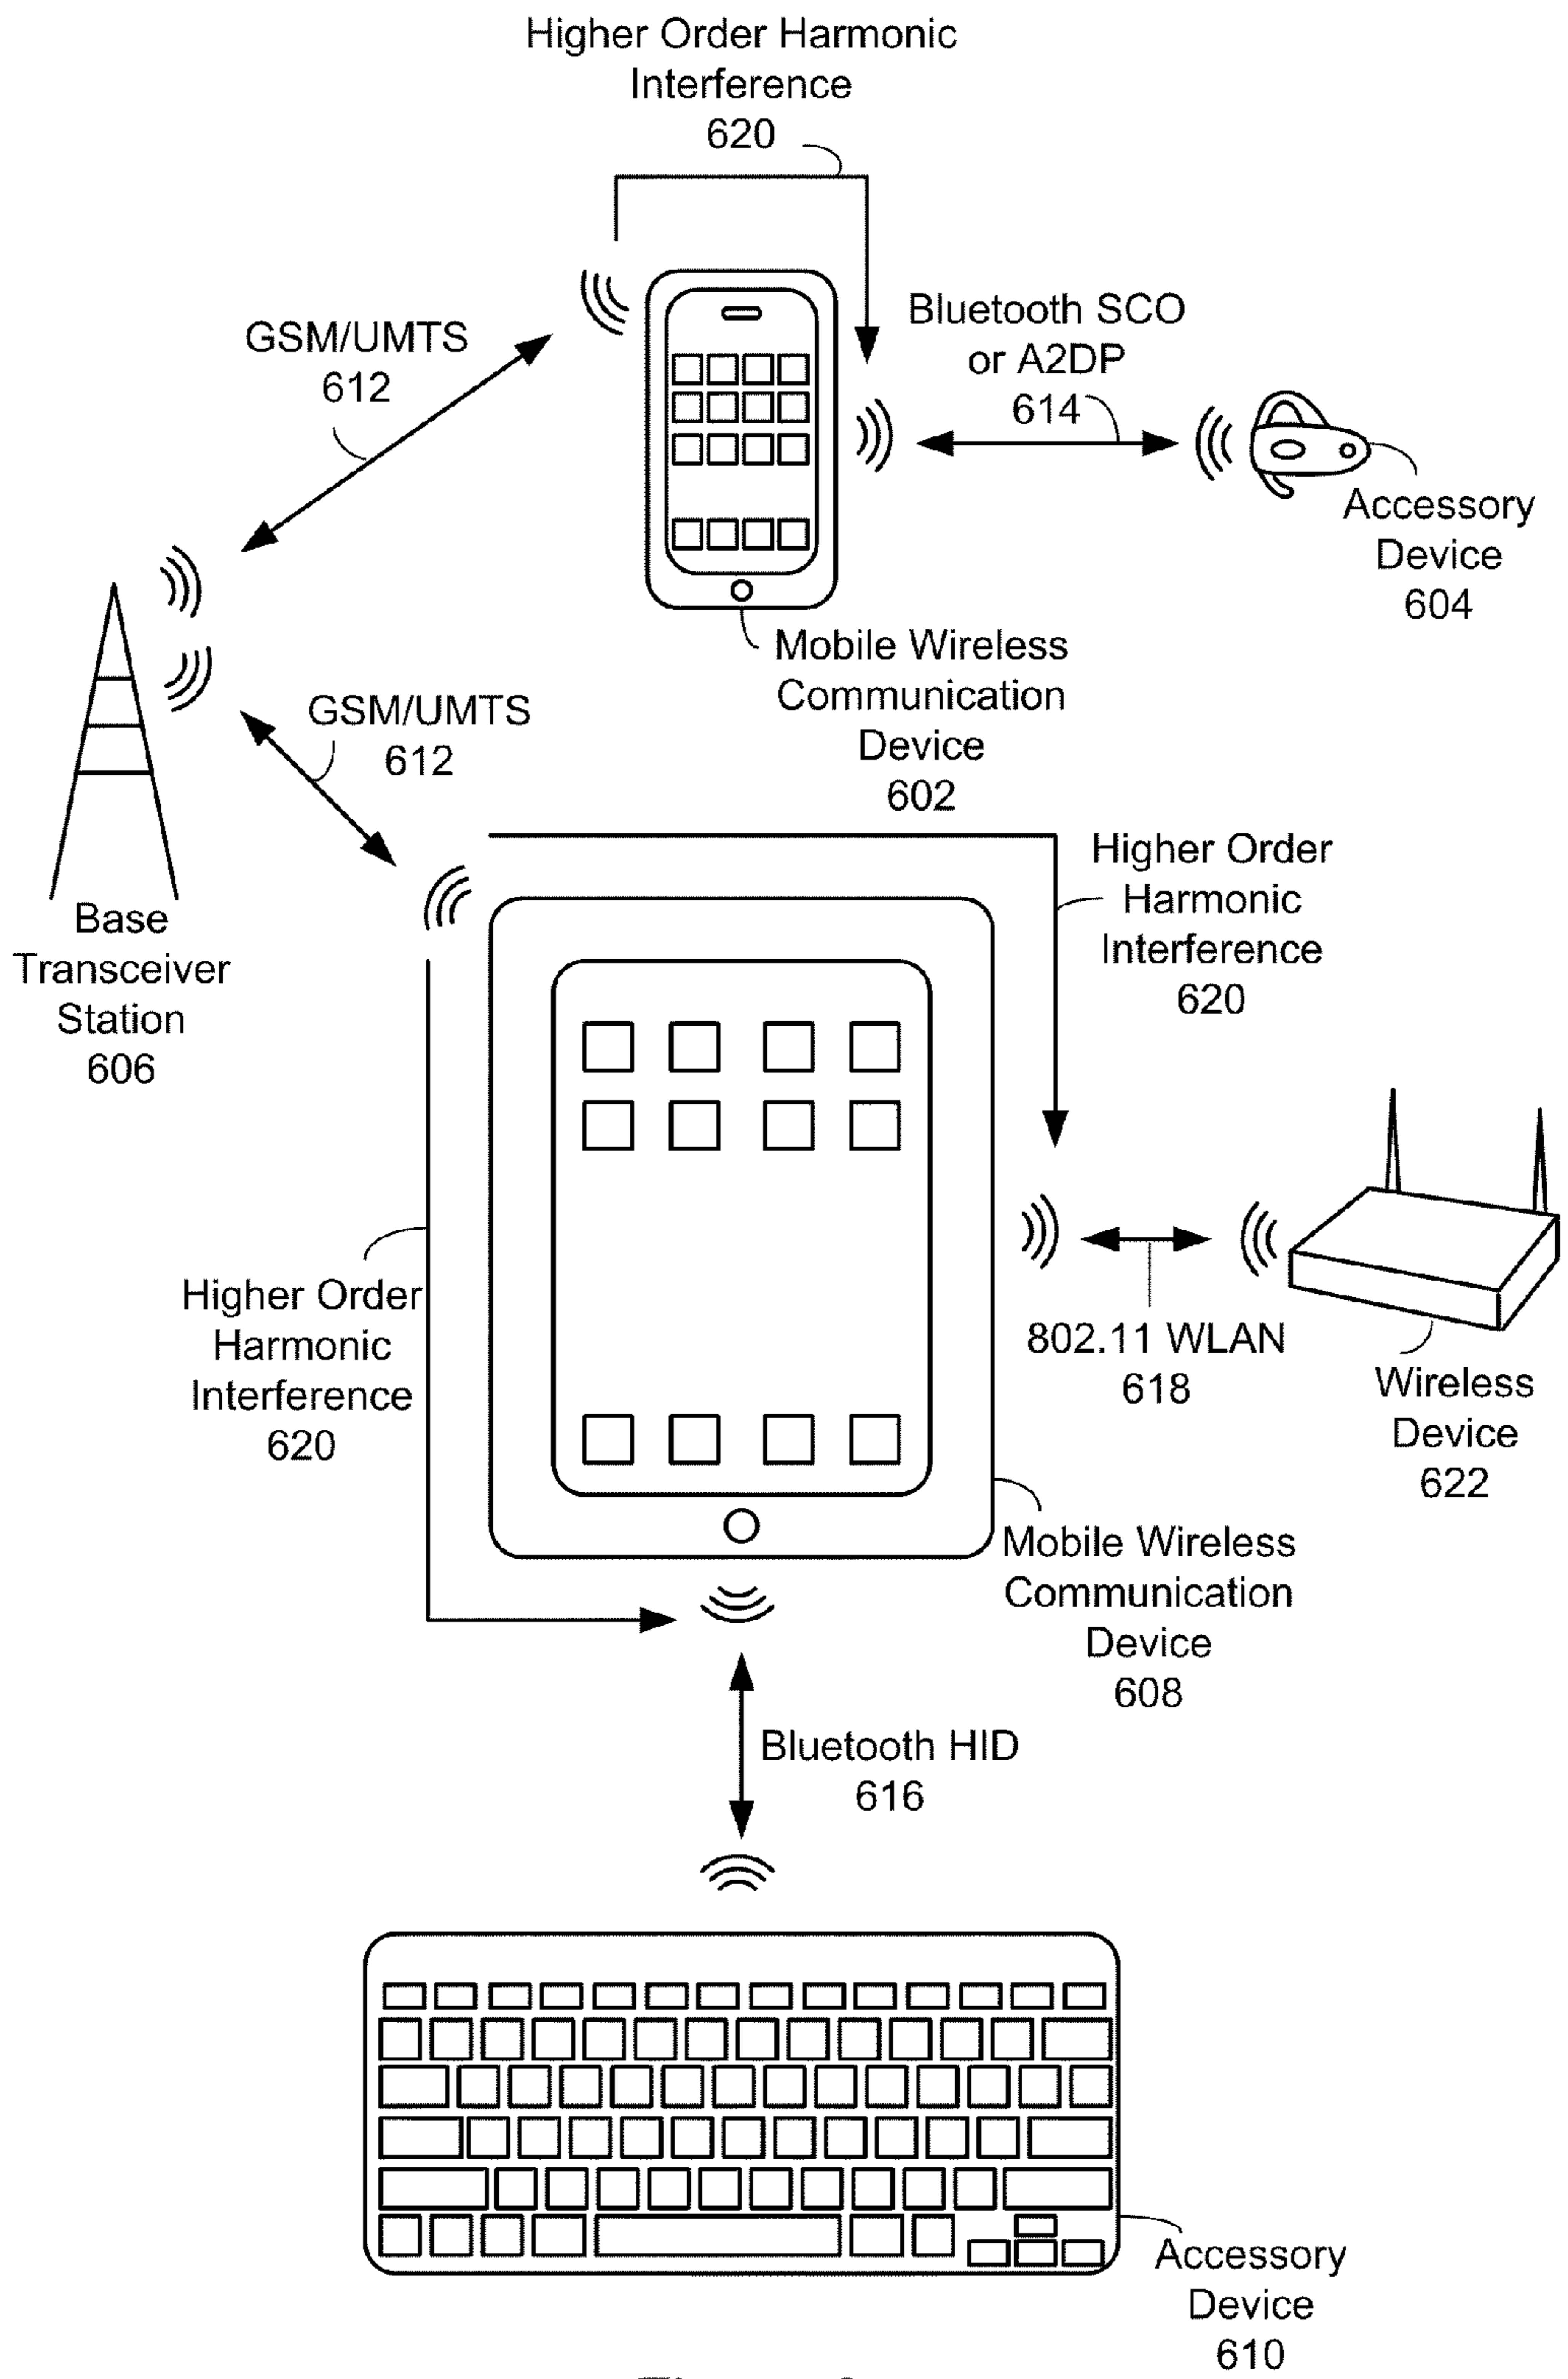 Higher Order Harmonic
Interference
620
GSM/UMTS
612
Bluetooth SCO
or A2DP
614
Accessory
Device
604
Mobile Wireless
Communication
Device
602
GSM/UMTS
612
Base
Transceiver
Station
606
Higher Order
Harmonic
Interference
620
Higher Order
Harmonic
Interference
620
802.11 WLAN
618
Wireless
Device
622
Mobile Wireless
Communication
Device
608
Bluetooth HID
616
Accessory
Device
610